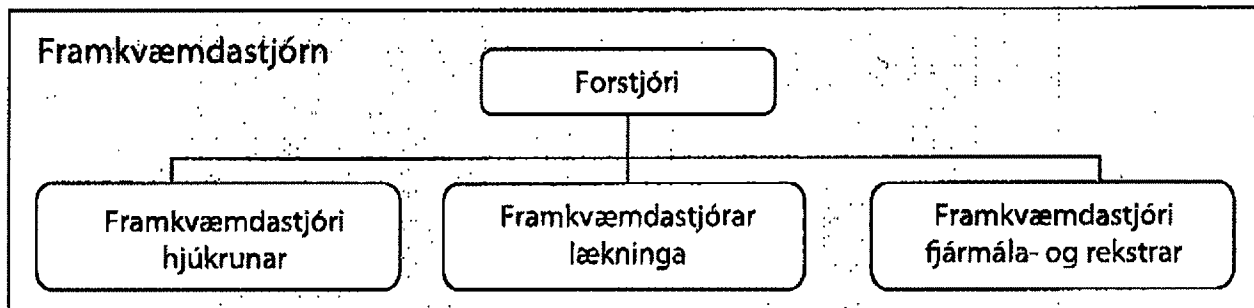 Framkvæmdastjórn
Forstjóri
Framkvæmdastjóri
hjúkrunar
Framkvæmdastjórar
lækninga
Framkvæmdastjóri
fjármála- og rekstrar